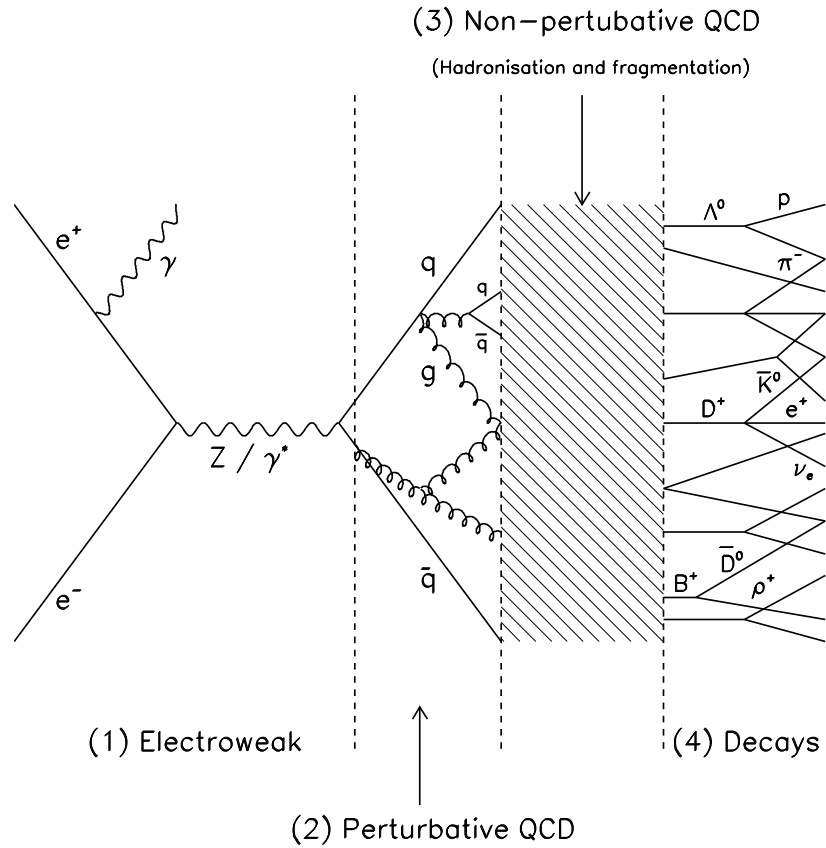 (3) Non-pertubative QCD
(Hadronisation and fragmentation)
Λ⁰
p
e⁺
γ
q
q
π⁻
q̅
g
K̅⁰
D⁺
e⁺
Z / γ*
νₑ
D̅⁰
q̅
B⁺
ρ⁺
e⁻
(1) Electroweak
(4) Decays
(2) Perturbative QCD